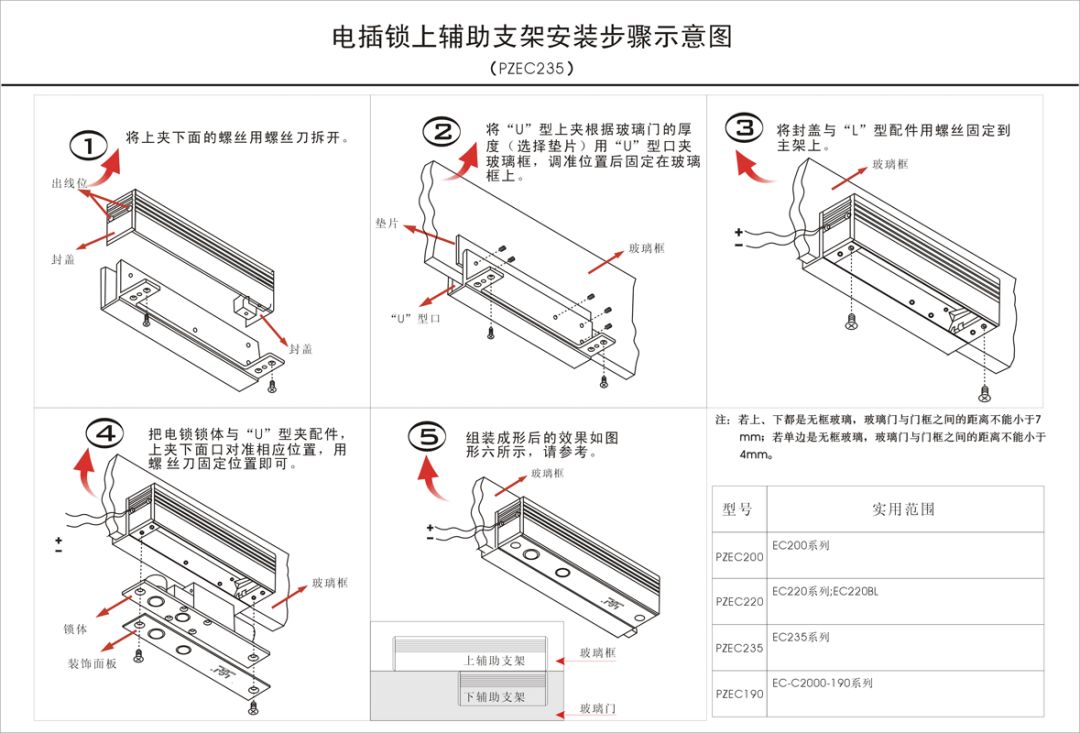 电插锁上辅助支架安装步骤示意图
（PZEC235）
1
将上夹下面的螺丝用螺丝刀拆开。
出线位
封盖
封盖
2
将“U”型上夹根据玻璃门的厚
度（选择垫片）用“U”型口夹
玻璃框，调准位置后固定在玻璃
框上。
垫片
玻璃框
“U”型口
3
将封盖与“L”型配件用螺丝固定到
主架上。
玻璃框
+
−
4
把电锁锁体与“U”型夹配件，
上夹下面口对准相应位置，用
螺丝刀固定位置即可。
+
−
玻璃框
锁体
装饰面板
5
组装成形后的效果如图
形六所示，请参考。
玻璃框
+
−
上辅助支架
玻璃框
下辅助支架
玻璃门
注：若上、下都是无框玻璃，玻璃门与门框之间的距离不能小于7
mm；若单边是无框玻璃，玻璃门与门框之间的距离不能小于
4mm。
型号 实用范围
PZEC200 EC200系列
PZEC220 EC220系列;EC220BL
PZEC235 EC235系列
PZEC190 EC-C2000-190系列